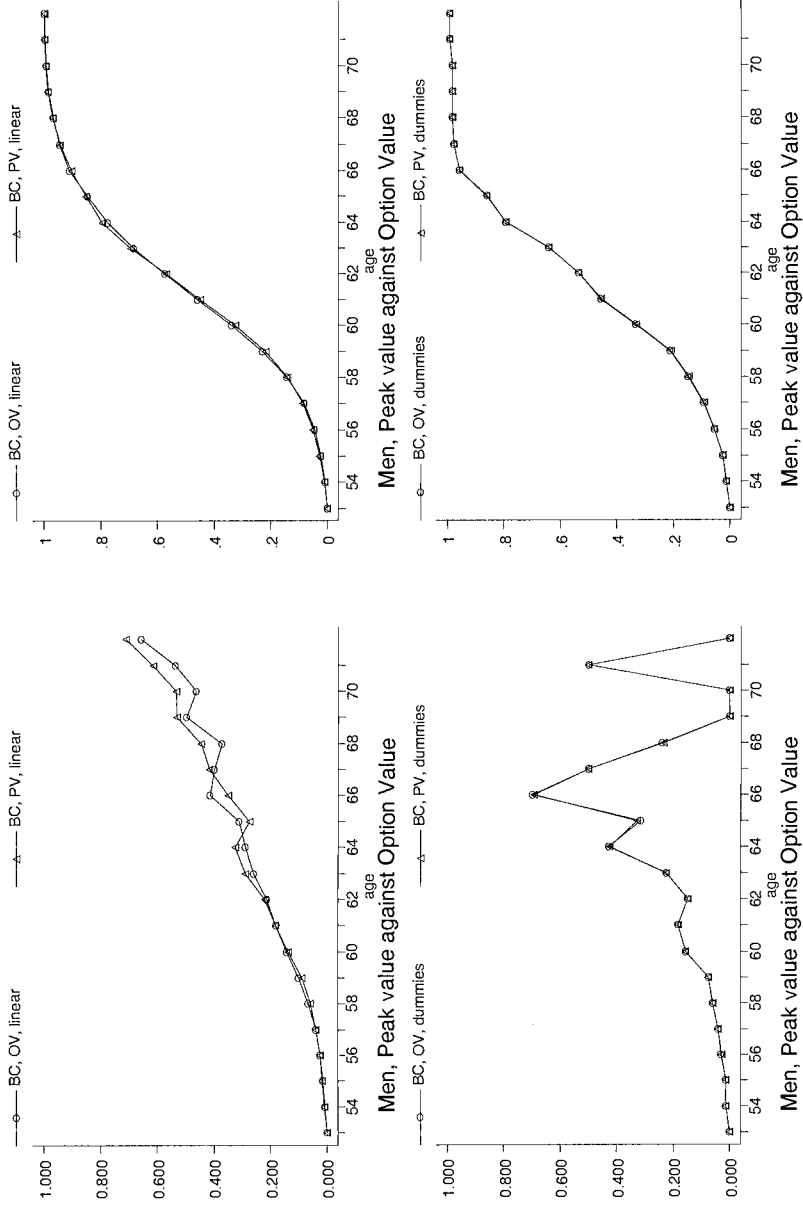 BC, OV, linear
BC, PV, linear
1.000
0.800
0.600
0.400
0.200
0.000
54 56 58 60 62 64 66 68 70
age
Men, Peak value against Option Value
BC, OV, linear
BC, PV, linear
1
.8
.6
.4
.2
0
54 56 58 60 62 64 66 68 70
age
Men, Peak value against Option Value
BC, OV, dummies
BC, PV, dummies
1.000
0.800
0.600
0.400
0.200
0.000
54 56 58 60 62 64 66 68 70
age
Men, Peak value against Option Value
BC, OV, dummies
BC, PV, dummies
1
.8
.6
.4
.2
0
54 56 58 60 62 64 66 68 70
age
Men, Peak value against Option Value